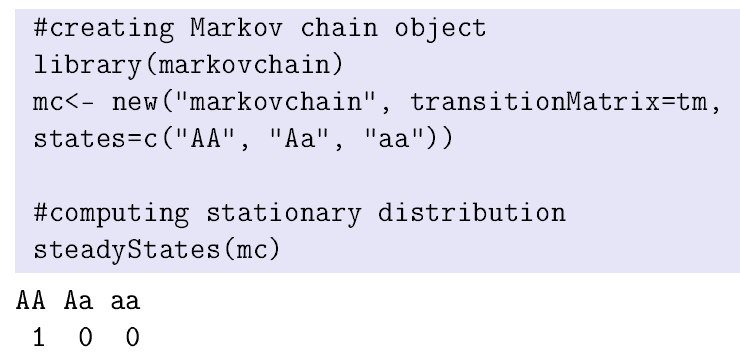 #creating Markov chain object
library(markovchain)
mc<- new("markovchain", transitionMatrix=tm,
states=c("AA", "Aa", "aa"))
#computing stationary distribution
steadyStates(mc)
AA Aa aa
1 0 0